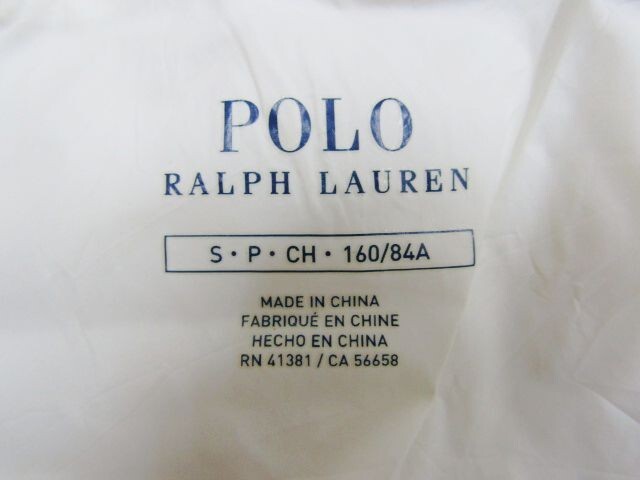 POLO
RALPH LAUREN
S • P • CH • 160/84A
MADE IN CHINA
FABRIQUÉ EN CHINE
HECHO EN CHINA
RN 41381 / CA 56658